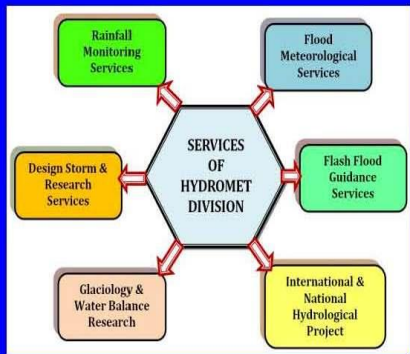 Rainfall
Monitoring
Services
Flood
Meteorological
Services
SERVICES
OF
HYDROMET
DIVISION
Design Storm &
Research
Services
Flash Flood
Guidance
Services
Glaciology &
Water Balance
Research
International &
National
Hydrological
Project